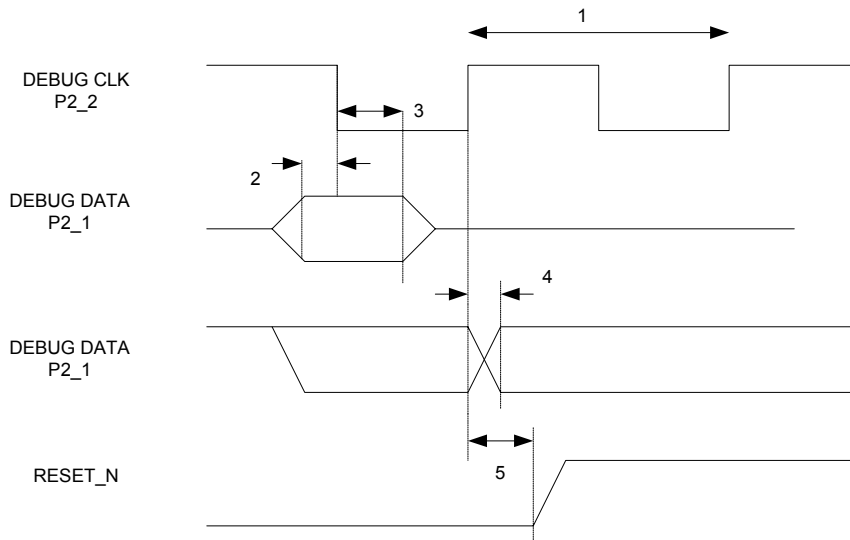 1
DEBUG CLK
P2_2
3
2
DEBUG DATA
P2_1
4
DEBUG DATA
P2_1
5
RESET_N